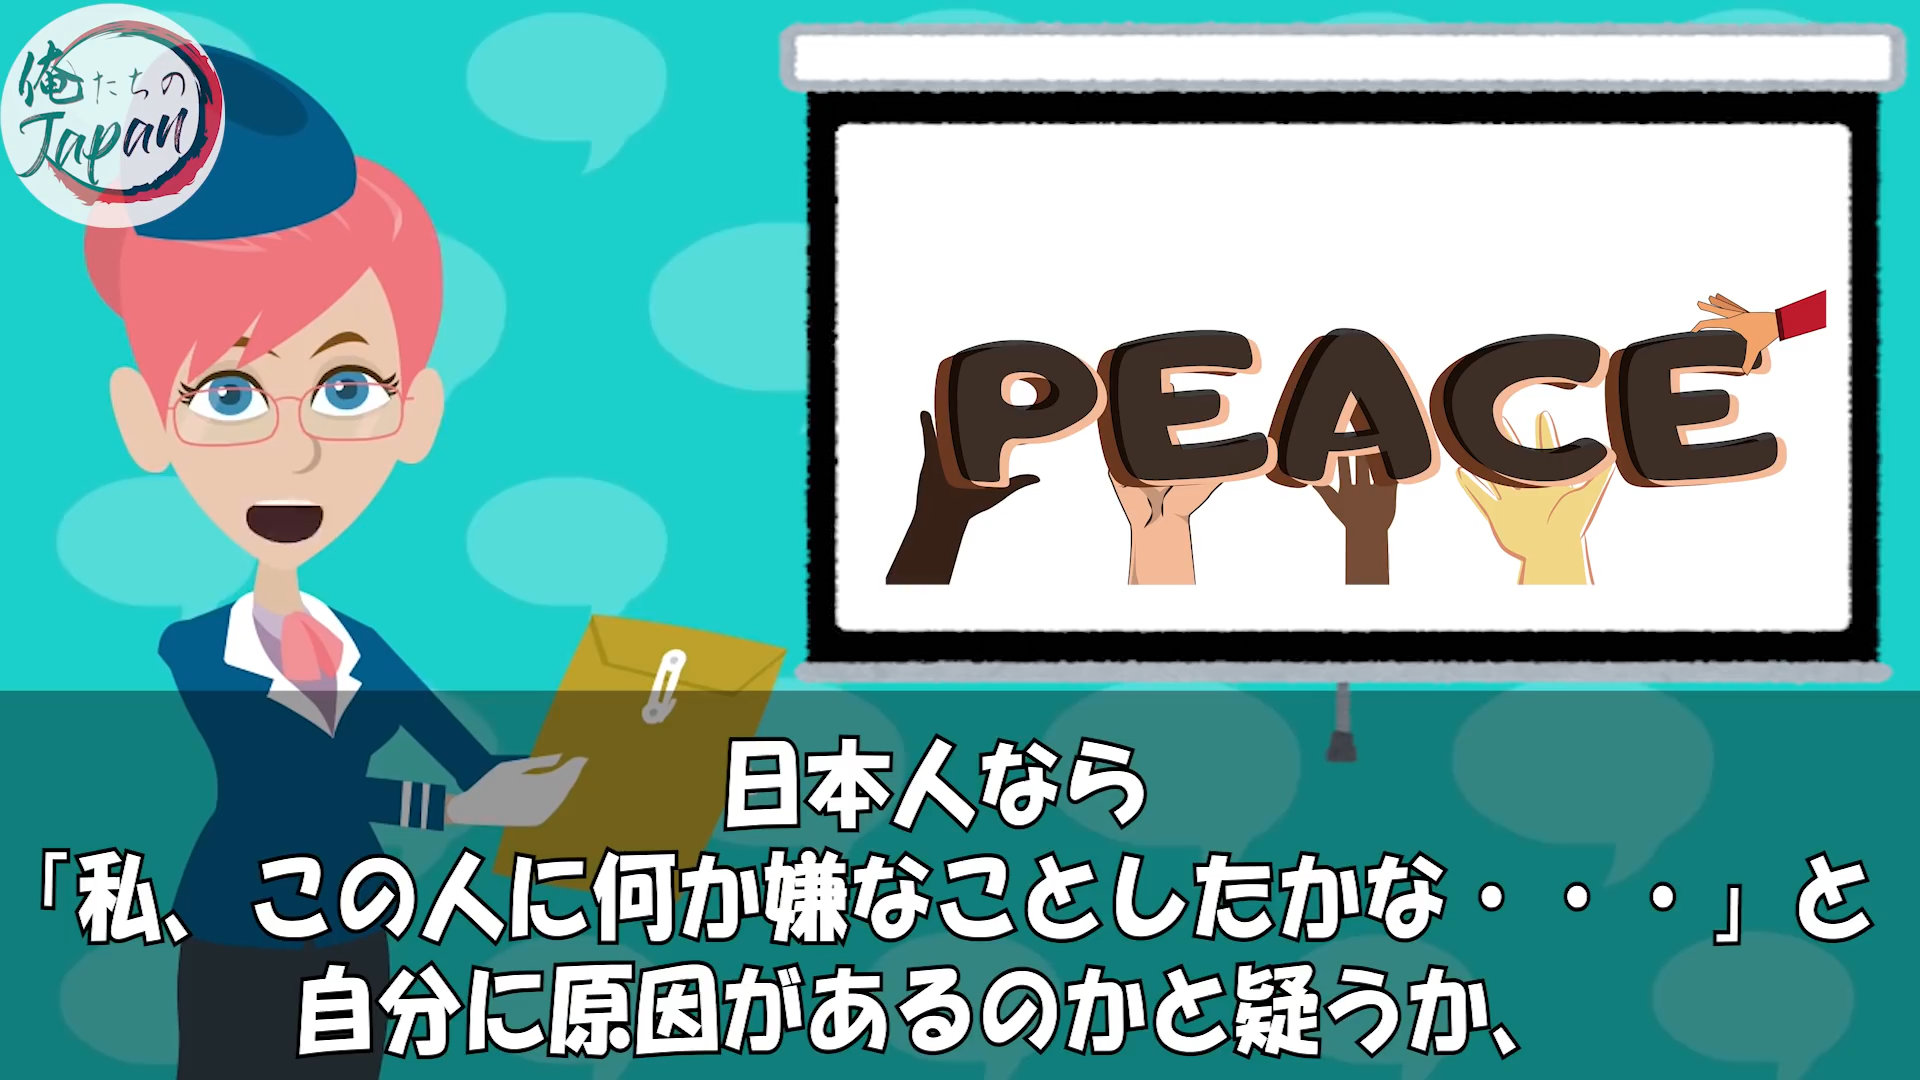 俺たちの
Japan
PEACE
日本人なら
「私、この人に何か嫌なことしたかな・・・」と
自分に原因があるのかと疑うか、